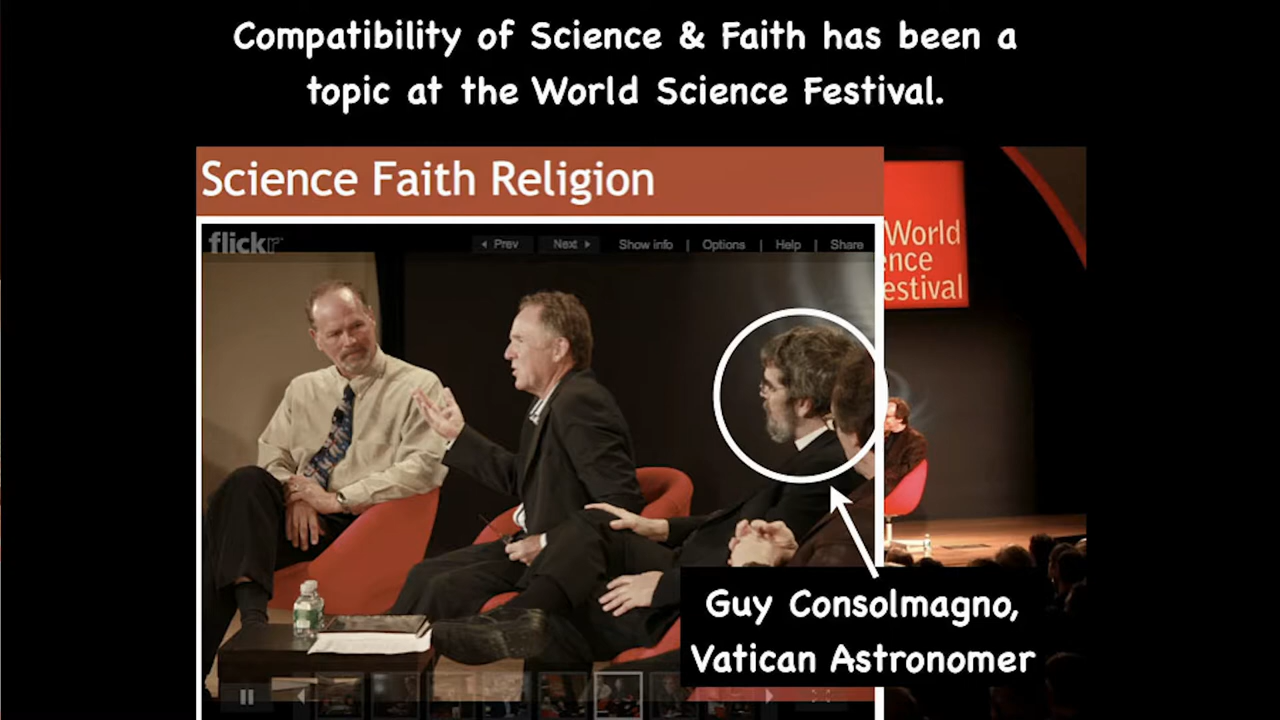 Compatibility of Science & Faith has been a
topic at the World Science Festival.
Science Faith Religion
flickr
Prev Next Show info | Options | Help | Share
World
ence
estival
Guy Consolmagno,
Vatican Astronomer